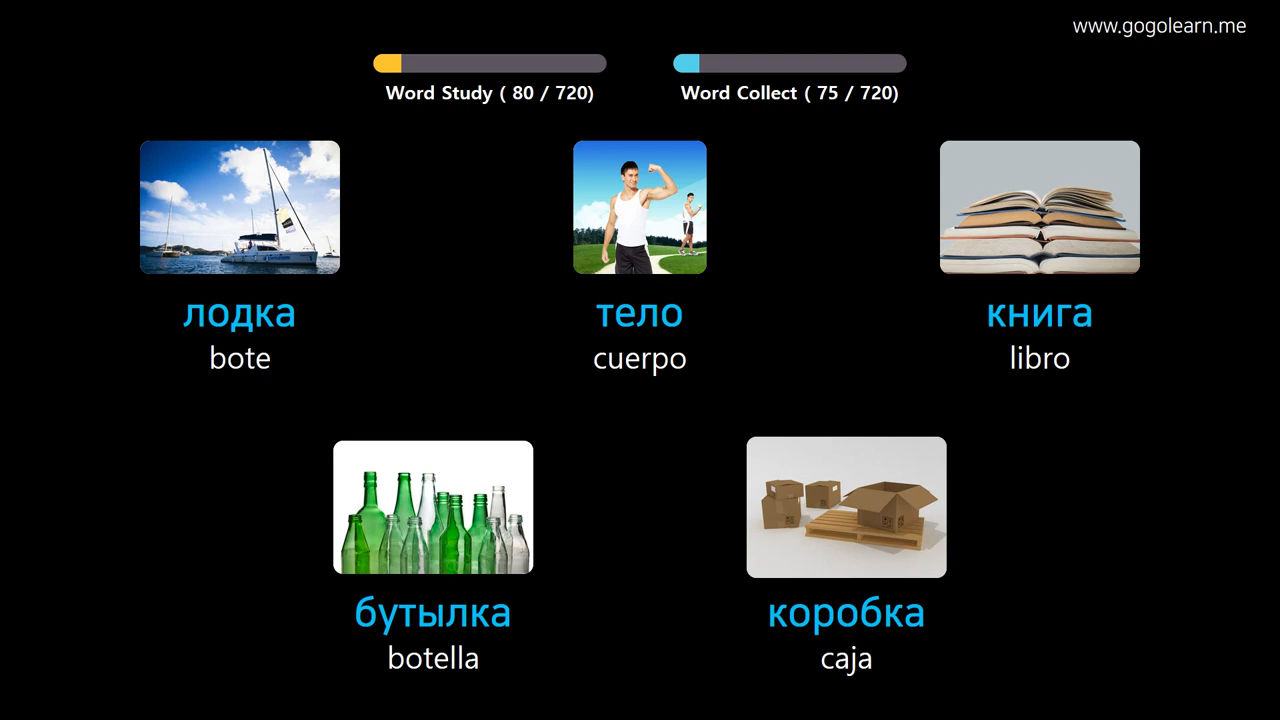 www.gogolearn.me
Word Study ( 80 / 720)
Word Collect ( 75 / 720)
лодка
bote
тело
cuerpo
книга
libro
бутылка
botella
коробка
caja